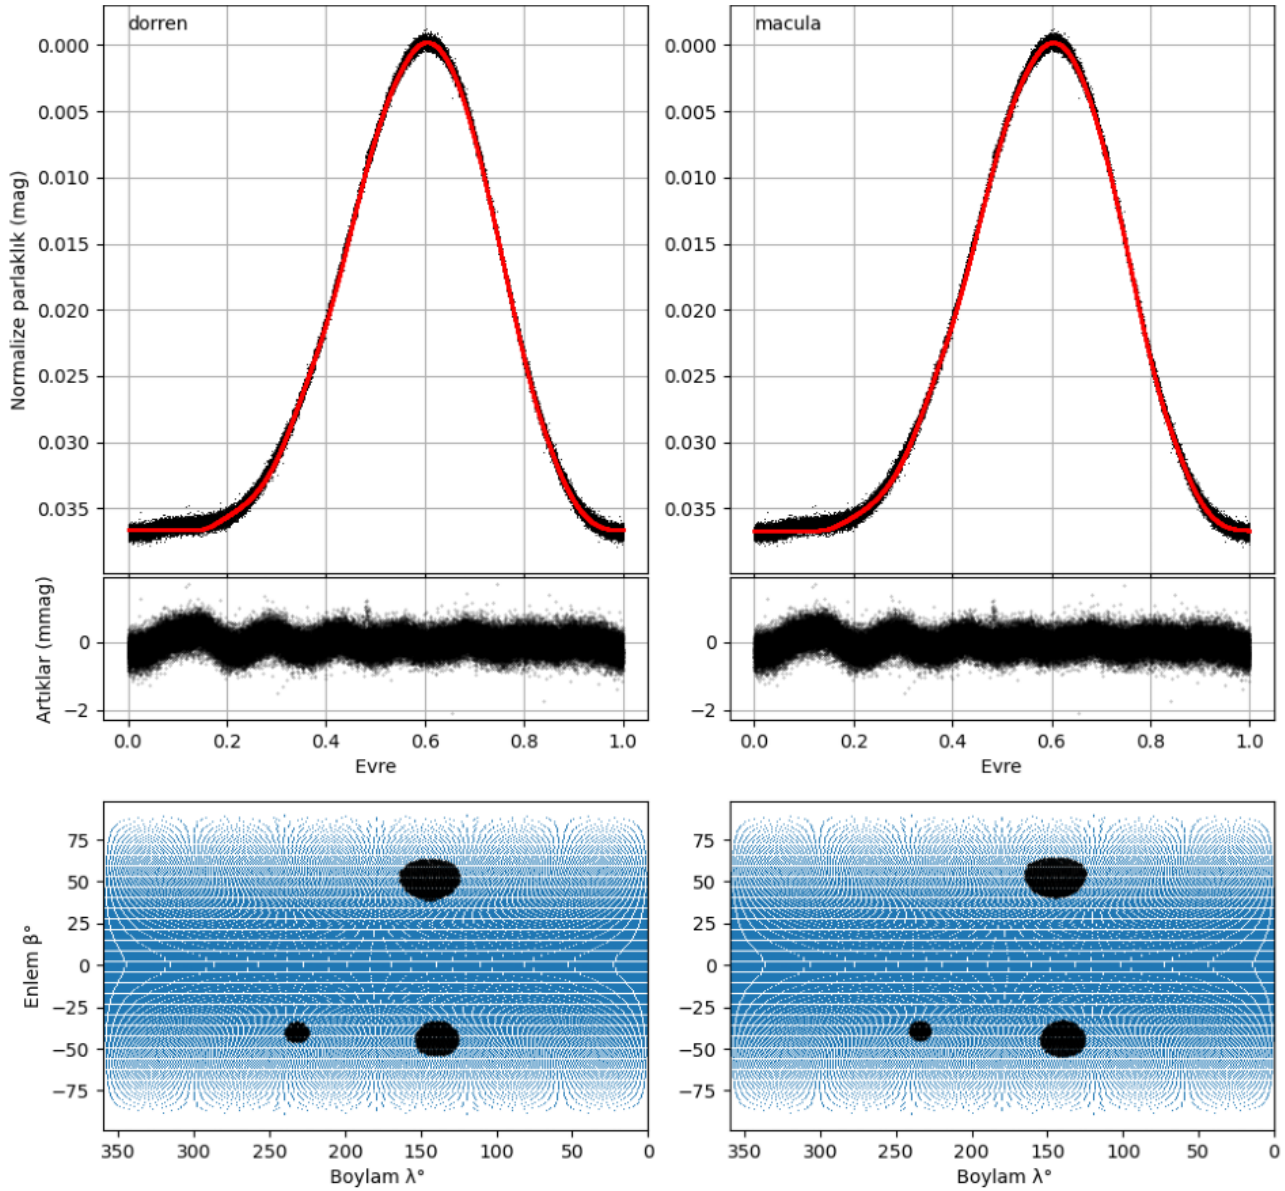 dorren
macula
0.000
0.005
0.010
0.015
0.020
0.025
0.030
0.035
Normalize parlaklık (mag)
0.000
0.005
0.010
0.015
0.020
0.025
0.030
0.035
0
−2
Artıklar (mmag)
0
−2
0.0 0.2 0.4 0.6 0.8 1.0
Evre
0.0 0.2 0.4 0.6 0.8 1.0
Evre
75
50
25
0
−25
−50
−75
Enlem β°
75
50
25
0
−25
−50
−75
350 300 250 200 150 100 50 0
Boylam λ°
350 300 250 200 150 100 50 0
Boylam λ°